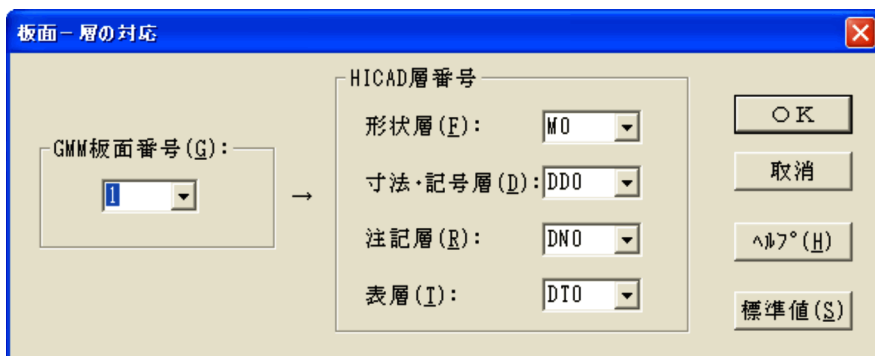 板面－層の対応
GMM板面番号(G):
1
→
HICAD層番号
形状層(F):
M0
寸法・記号層(D):
DD0
注記層(R):
DN0
表層(T):
DT0
ＯＫ
取消
ﾍﾙﾌﾟ(H)
標準値(S)